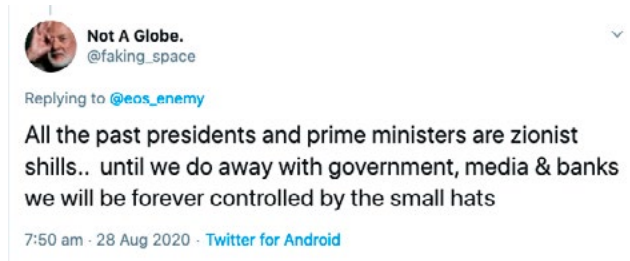 Not A Globe.
@faking_space
Replying to @eos_enemy
All the past presidents and prime ministers are zionist
shills.. until we do away with government, media & banks
we will be forever controlled by the small hats
7:50 am · 28 Aug 2020 · Twitter for Android